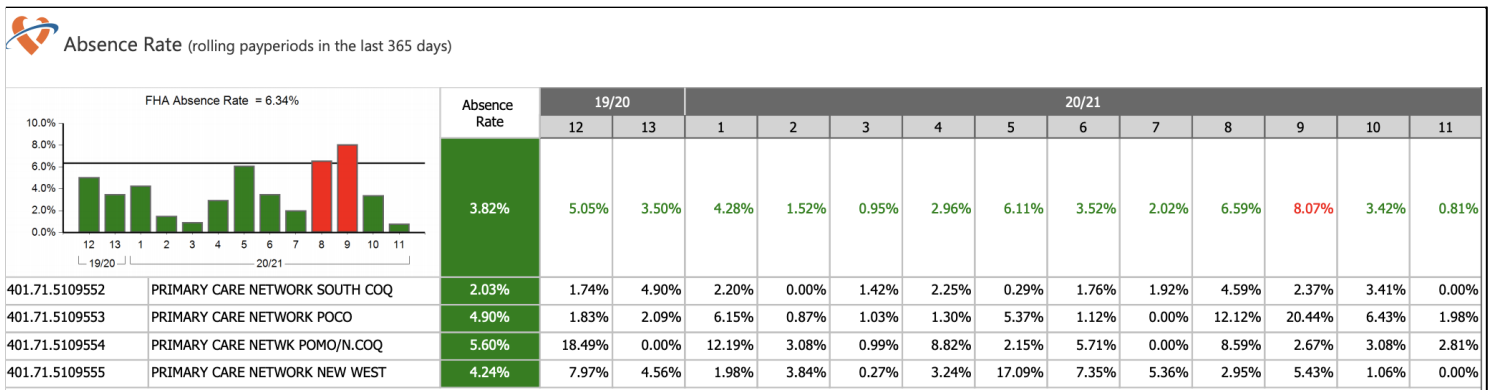 Absence Rate (rolling payperiods in the last 365 days)
FHA Absence Rate = 6.34%
10.0%
8.0%
6.0%
4.0%
2.0%
0.0%
12 13 1 2 3 4 5 6 7 8 9 10 11
19/20 20/21
Absence Rate 19/20 20/21
12 13 1 2 3 4 5 6 7 8 9 10 11
3.82% 5.05% 3.50% 4.28% 1.52% 0.95% 2.96% 6.11% 3.52% 2.02% 6.59% 8.07% 3.42% 0.81%
401.71.5109552 PRIMARY CARE NETWORK SOUTH COQ 2.03% 1.74% 4.90% 2.20% 0.00% 1.42% 2.25% 0.29% 1.76% 1.92% 4.59% 2.37% 3.41% 0.00%
401.71.5109553 PRIMARY CARE NETWORK POCO 4.90% 1.83% 2.09% 6.15% 0.87% 1.03% 1.30% 5.37% 1.12% 0.00% 12.12% 20.44% 6.43% 1.98%
401.71.5109554 PRIMARY CARE NETWK POMO/N.COQ 5.60% 18.49% 0.00% 12.19% 3.08% 0.99% 8.82% 2.15% 5.71% 0.00% 8.59% 2.67% 3.08% 2.81%
401.71.5109555 PRIMARY CARE NETWORK NEW WEST 4.24% 7.97% 4.56% 1.98% 3.84% 0.27% 3.24% 17.09% 7.35% 5.36% 2.95% 5.43% 1.06% 0.00%